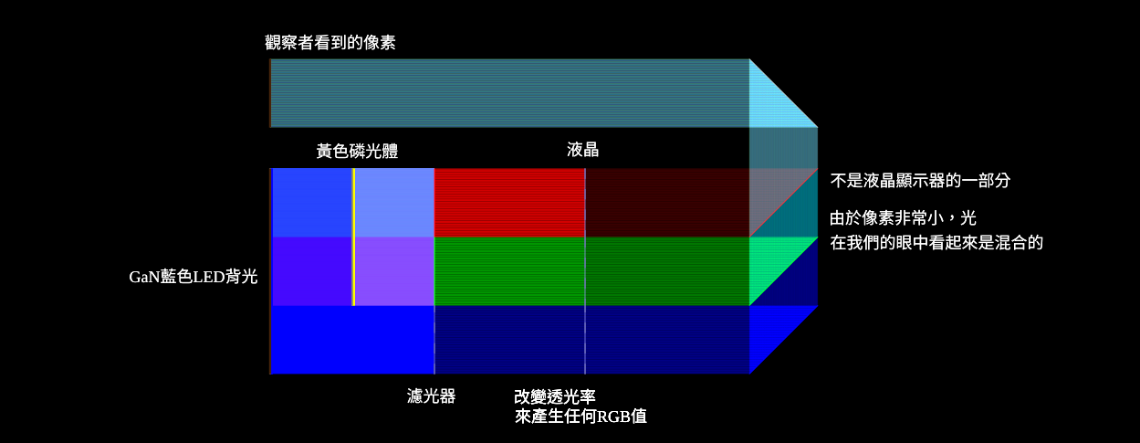 觀察者看到的像素
黃色磷光體
液晶
不是液晶顯示器的一部分
由於像素非常小，光
在我們的眼中看起來是混合的
GaN藍色LED背光
濾光器
改變透光率
來產生任何RGB值